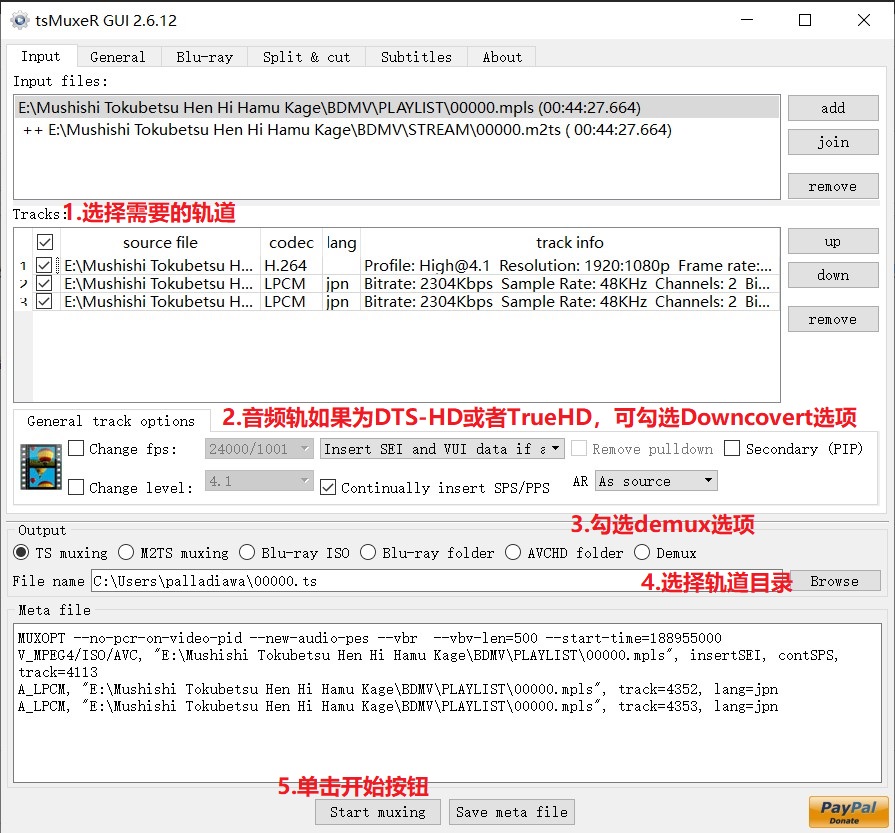 tsMuxeR GUI 2.6.12
Input
General
Blu-ray
Split & cut
Subtitles
About
Input files:
E:\Mushishi Tokubetsu Hen Hi Hamu Kage\BDMV\PLAYLIST\00000.mpls (00:44:27.664)
++ E:\Mushishi Tokubetsu Hen Hi Hamu Kage\BDMV\STREAM\00000.m2ts ( 00:44:27.664)
add
join
remove
Tracks:
1.选择需要的轨道
source file
codec
lang
track info
1 E:\Mushishi Tokubetsu H... H.264 Profile: High@4.1 Resolution: 1920:1080p Frame rate:...
2 E:\Mushishi Tokubetsu H... LPCM jpn Bitrate: 2304Kbps Sample Rate: 48KHz Channels: 2 Bi...
3 E:\Mushishi Tokubetsu H... LPCM jpn Bitrate: 2304Kbps Sample Rate: 48KHz Channels: 2 Bi...
up
down
remove
2.音频轨如果为DTS-HD或者TrueHD，可勾选Downcovert选项
General track options
Change fps:
24000/1001
Insert SEI and VUI data if a
Remove pulldown
Secondary (PIP)
Change level:
4.1
Continually insert SPS/PPS
AR
As source
3.勾选demux选项
Output
TS muxing
M2TS muxing
Blu-ray ISO
Blu-ray folder
AVCHD folder
Demux
File name
C:\Users\palladiawa\00000.ts
4.选择轨道目录
Browse
Meta file
MUXOPT --no-pcr-on-video-pid --new-audio-pes --vbr --vbv-len=500 --start-time=188955000
V_MPEG4/ISO/AVC, "E:\Mushishi Tokubetsu Hen Hi Hamu Kage\BDMV\PLAYLIST\00000.mpls", insertSEI, contSPS,
track=4113
A_LPCM, "E:\Mushishi Tokubetsu Hen Hi Hamu Kage\BDMV\PLAYLIST\00000.mpls", track=4352, lang=jpn
A_LPCM, "E:\Mushishi Tokubetsu Hen Hi Hamu Kage\BDMV\PLAYLIST\00000.mpls", track=4353, lang=jpn
5.单击开始按钮
Start muxing
Save meta file
PayPal
Donate